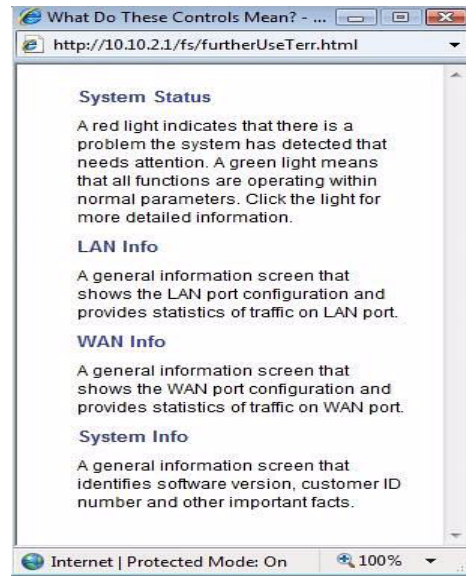 What Do These Controls Mean? - ...
http://10.10.2.1/fs/furtherUseTerr.html
System Status
A red light indicates that there is a
problem the system has detected that
needs attention. A green light means
that all functions are operating within
normal parameters. Click the light for
more detailed information.
LAN Info
A general information screen that
shows the LAN port configuration and
provides statistics of traffic on LAN port.
WAN Info
A general information screen that
shows the WAN port configuration and
provides statistics of traffic on WAN port.
System Info
A general information screen that
identifies software version, customer ID
number and other important facts.
Internet | Protected Mode: On 100%